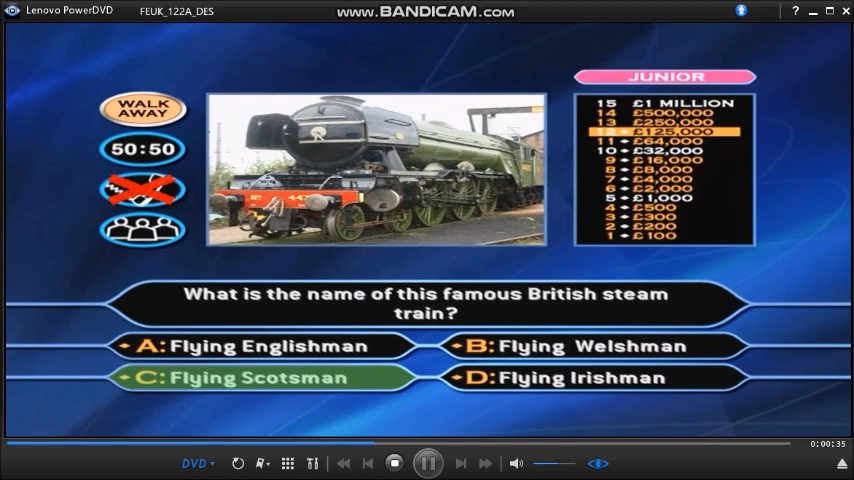 Lenovo PowerDVD
FEUK_122A_DES
www.BANDICAM.com
WALK
AWAY
50:50
JUNIOR
15 £1 MILLION
14 £500,000
13 £250,000
12 £125,000
11 £64,000
10 £32,000
9 £16,000
8 £8,000
7 £4,000
6 £2,000
5 £1,000
4 £500
3 £300
2 £200
1 £100
What is the name of this famous British steam
train?
A: Flying Englishman
B: Flying Welshman
C: Flying Scotsman
D: Flying Irishman
0:00:35
DVD